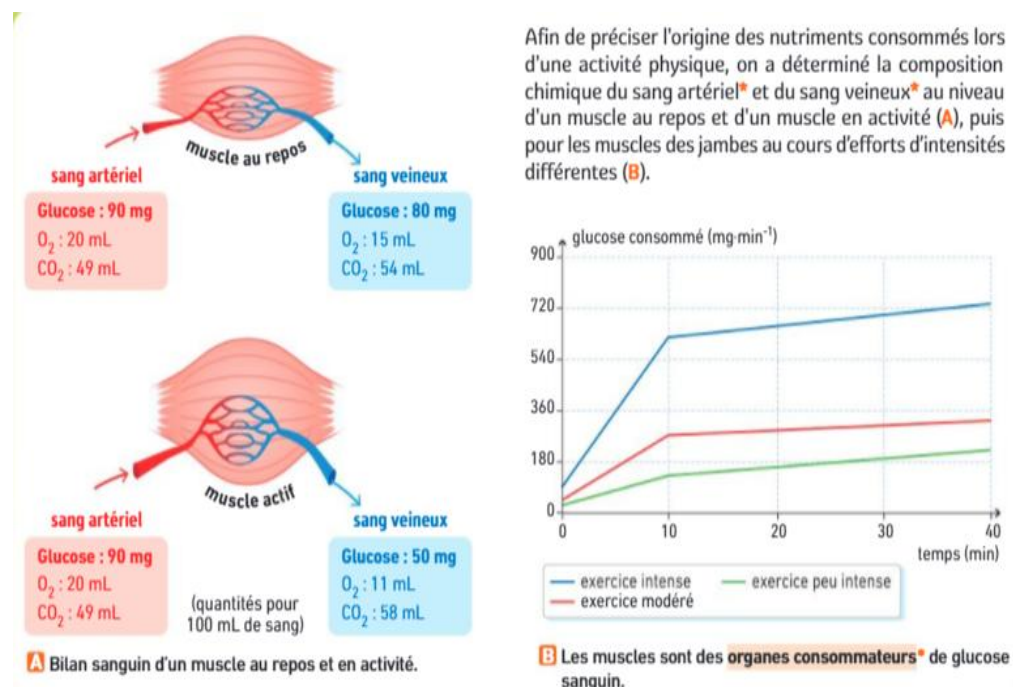 muscle au repos
sang artériel
Glucose : 90 mg
O₂ : 20 mL
CO₂ : 49 mL
sang veineux
Glucose : 80 mg
O₂ : 15 mL
CO₂ : 54 mL
muscle actif
sang artériel
Glucose : 90 mg
O₂ : 20 mL
CO₂ : 49 mL
(quantités pour
100 mL de sang)
sang veineux
Glucose : 50 mg
O₂ : 11 mL
CO₂ : 58 mL
A Bilan sanguin d'un muscle au repos et en activité.
Afin de préciser l'origine des nutriments consommés lors
d'une activité physique, on a déterminé la composition
chimique du sang artériel* et du sang veineux* au niveau
d'un muscle au repos et d'un muscle en activité (A), puis
pour les muscles des jambes au cours d'efforts d'intensités
différentes (B).
glucose consommé (mg·min⁻¹)
900
720
540
360
180
0
0 10 20 30 40
temps (min)
exercice intense exercice peu intense
exercice modéré
B Les muscles sont des organes consommateurs* de glucose
sanguin.